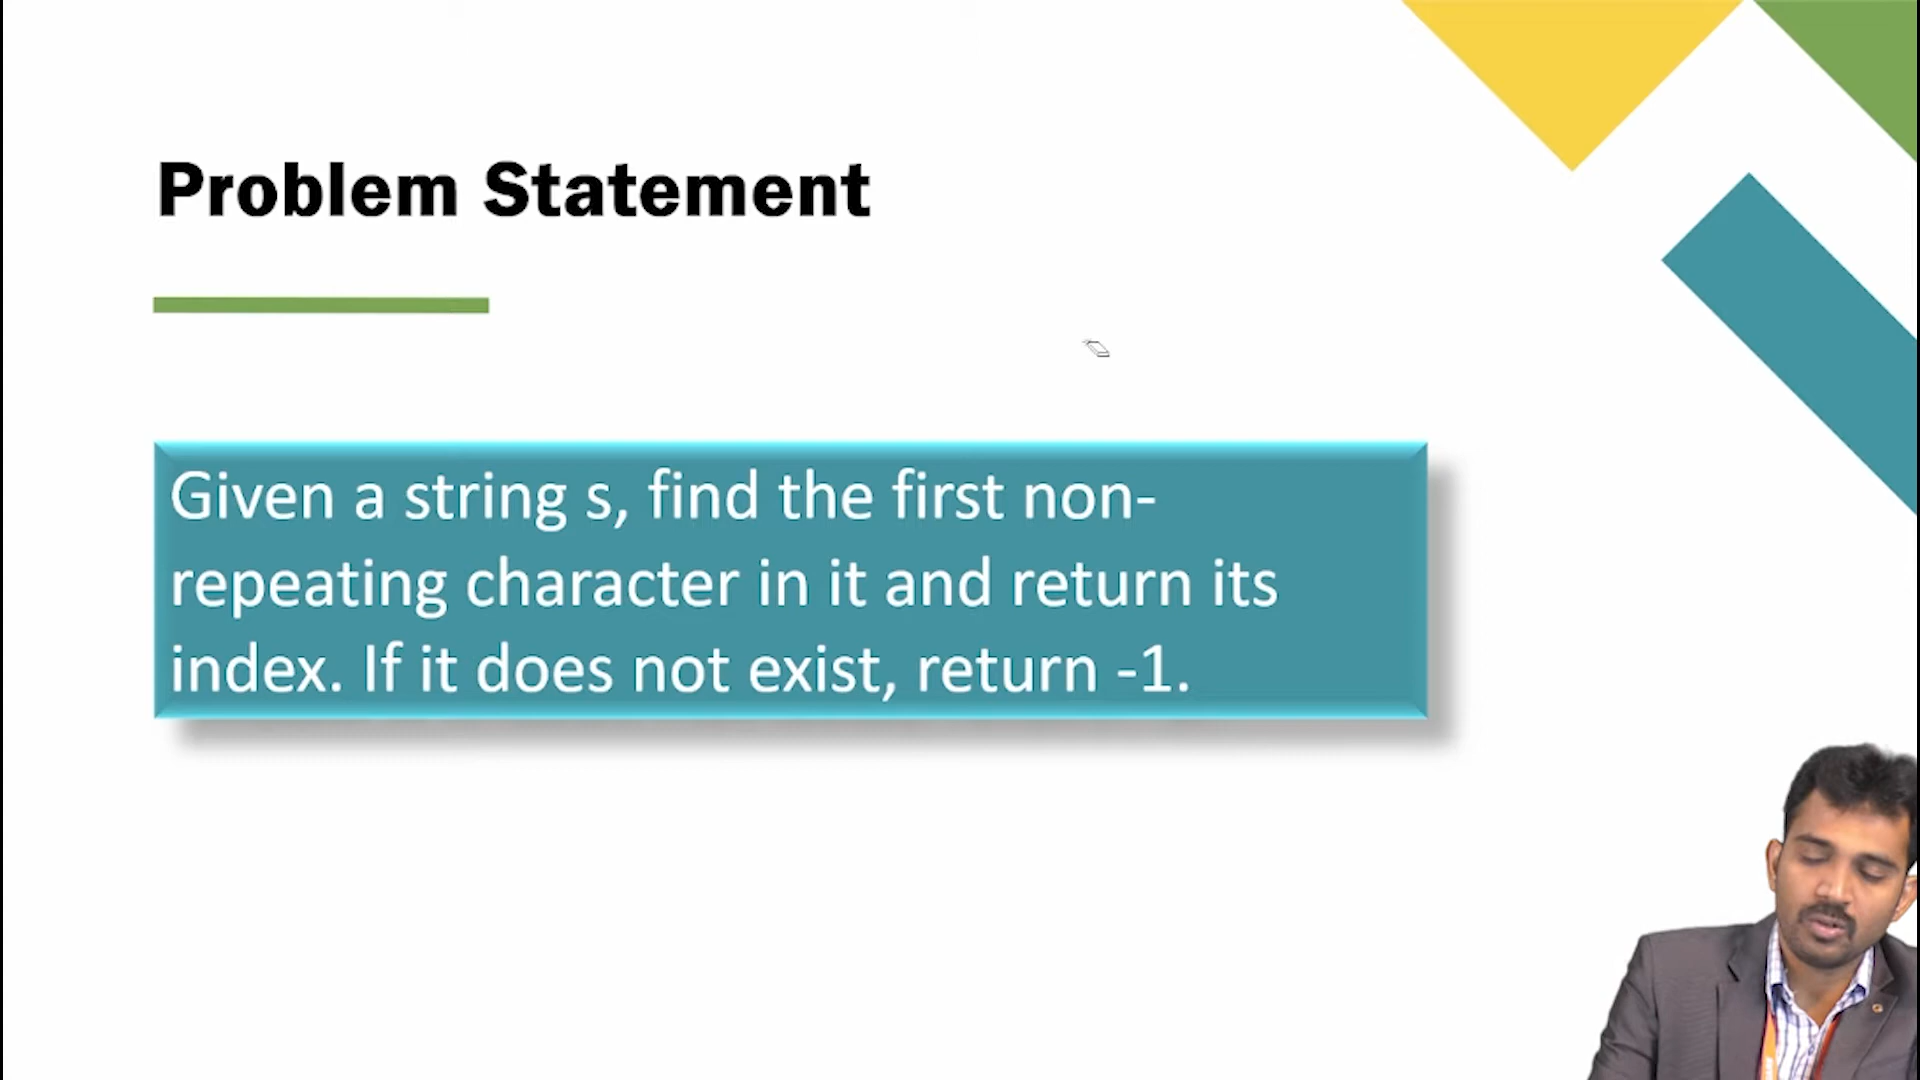 Problem Statement
Given a string s, find the first non-
repeating character in it and return its
index. If it does not exist, return -1.